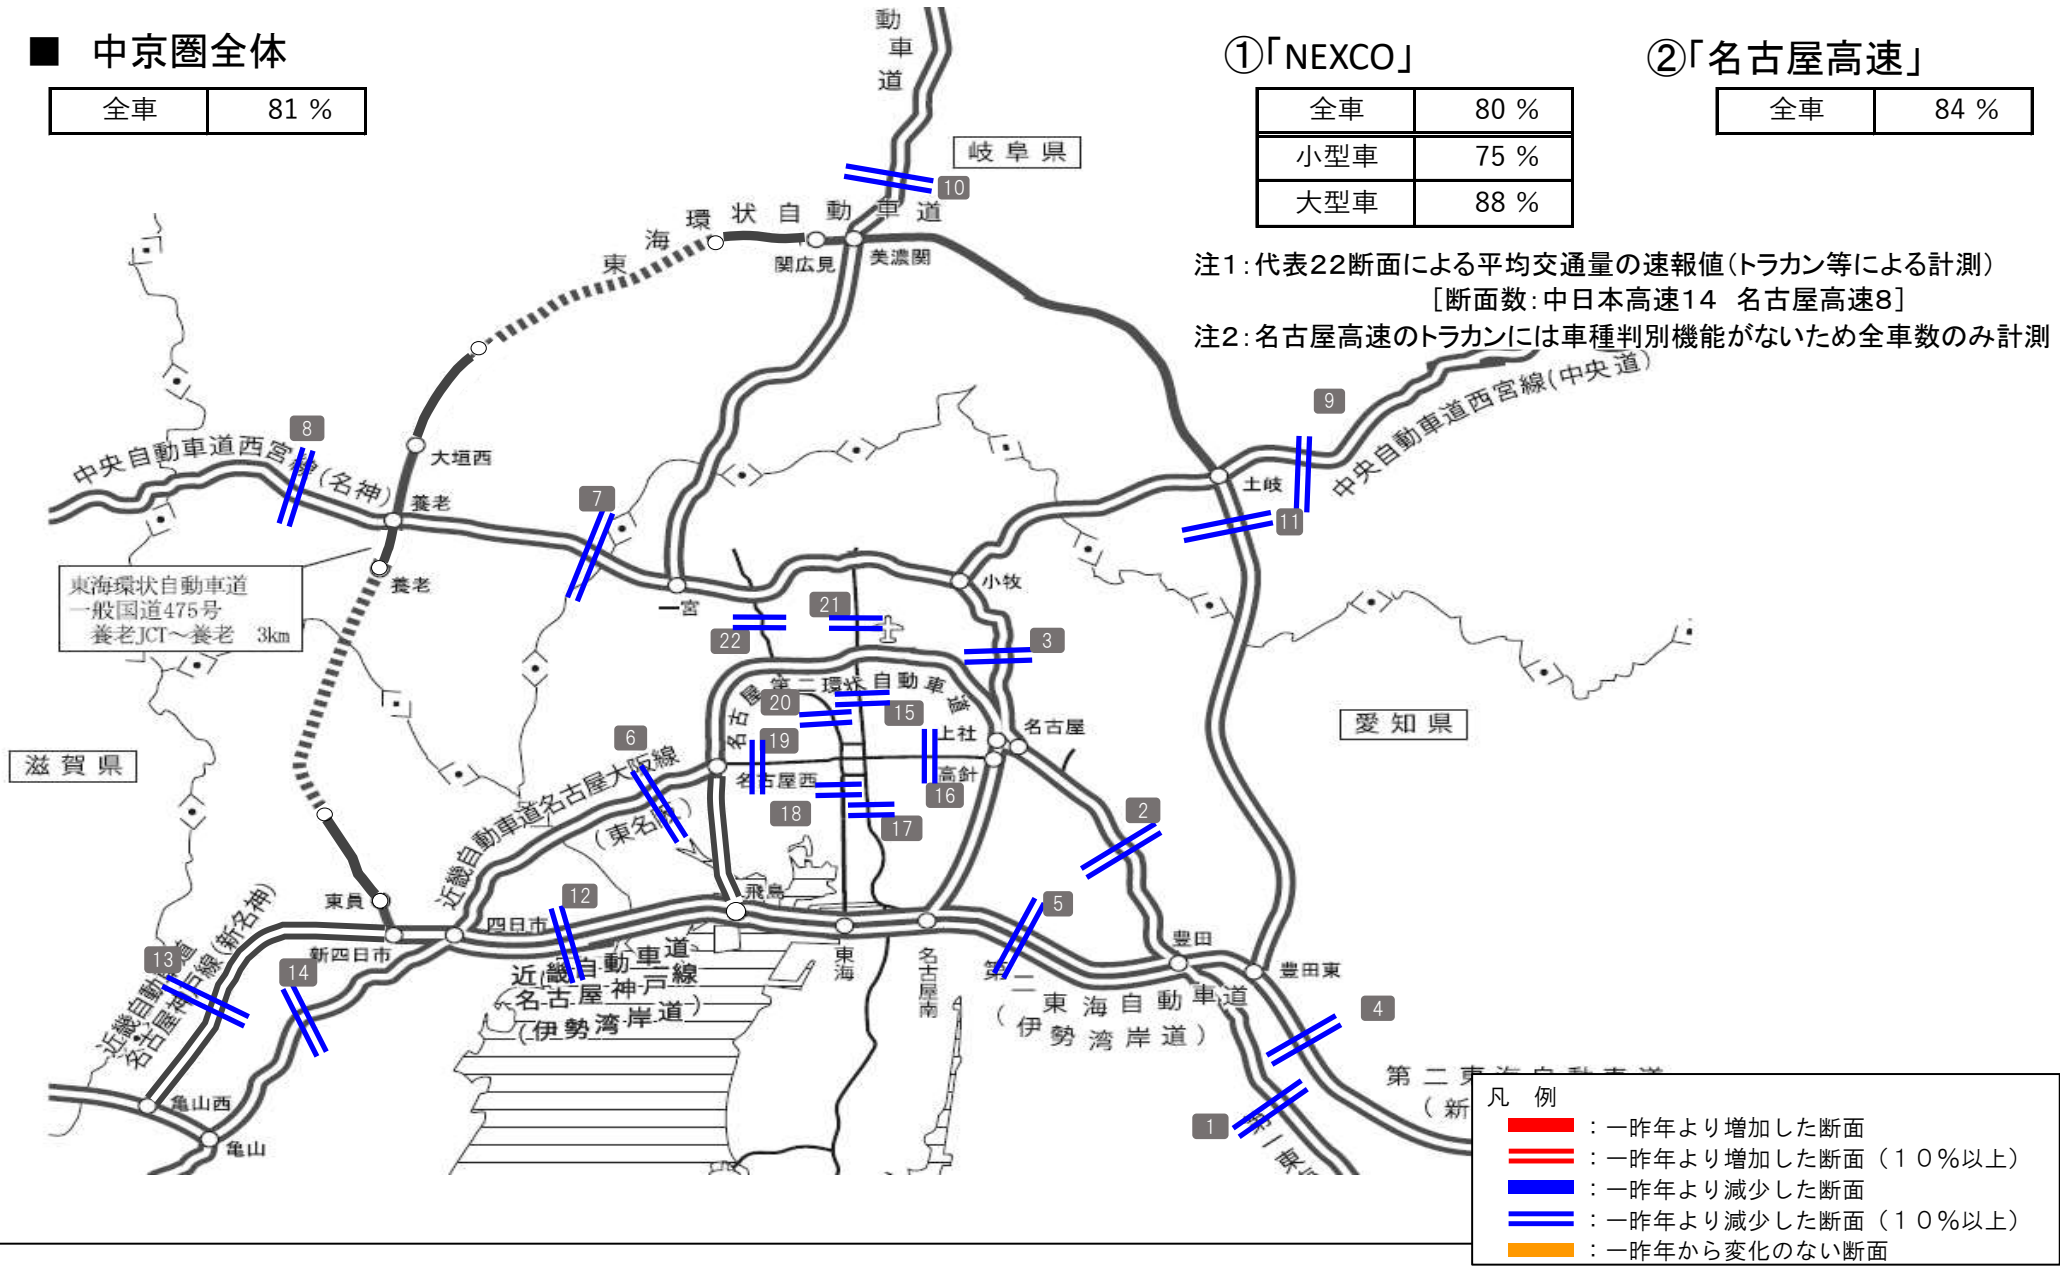 ■ 中京圏全体
全車 81 %
①「NEXCO」
全車 80 %
小型車 75 %
大型車 88 %
②「名古屋高速」
全車 84 %
注1：代表22断面による平均交通量の速報値（トラカン等による計測）
［断面数：中日本高速14 名古屋高速8］
注2：名古屋高速のトラカンには車種判別機能がないため全車数のみ計測
動車道
岐阜県
10
東海環状自動車道
関広見
美濃関
9
中央自動車道西宮線(中央道)
土岐
11
8
中央自動車道西宮線(名神)
大垣西
養老
7
東海環状自動車道
一般国道475号
養老JCT～養老 3km
養老
一宮
小牧
21
22
3
名古屋第二環状自動車道
20
15
19
上社
名古屋
愛知県
滋賀県
6
近畿自動車道名古屋大阪線
(東名阪)
名古屋西
高針
16
18
17
2
東員
12
飛島
5
四日市
新四日市
13
近畿自動車道
名古屋神戸線(新名神)
14
近畿自動車道
名古屋神戸線
(伊勢湾岸道)
東海
名古屋南
豊田
豊田東
第二東海自動車道
(伊勢湾岸道)
4
亀山西
亀山
1
第一東
第二東海自動車道
(新
凡 例
：一昨年より増加した断面
：一昨年より増加した断面（１０％以上）
：一昨年より減少した断面
：一昨年より減少した断面（１０％以上）
：一昨年から変化のない断面